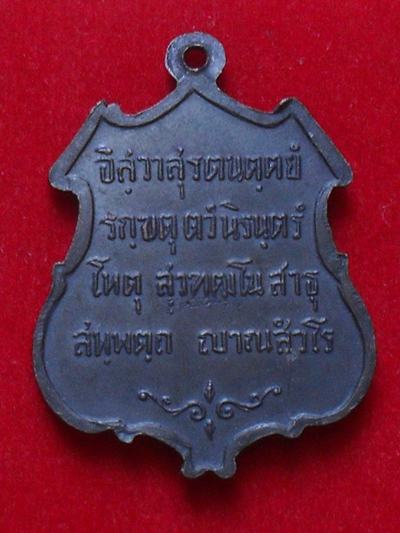 อิสฺวาสุรตนตฺตยํ
รกฺขตุ ตวํนิรนฺตรํ
โหตุ สุวฑฺฒโน สาธุ
สพฺพตฺถ ญาณสํวโร